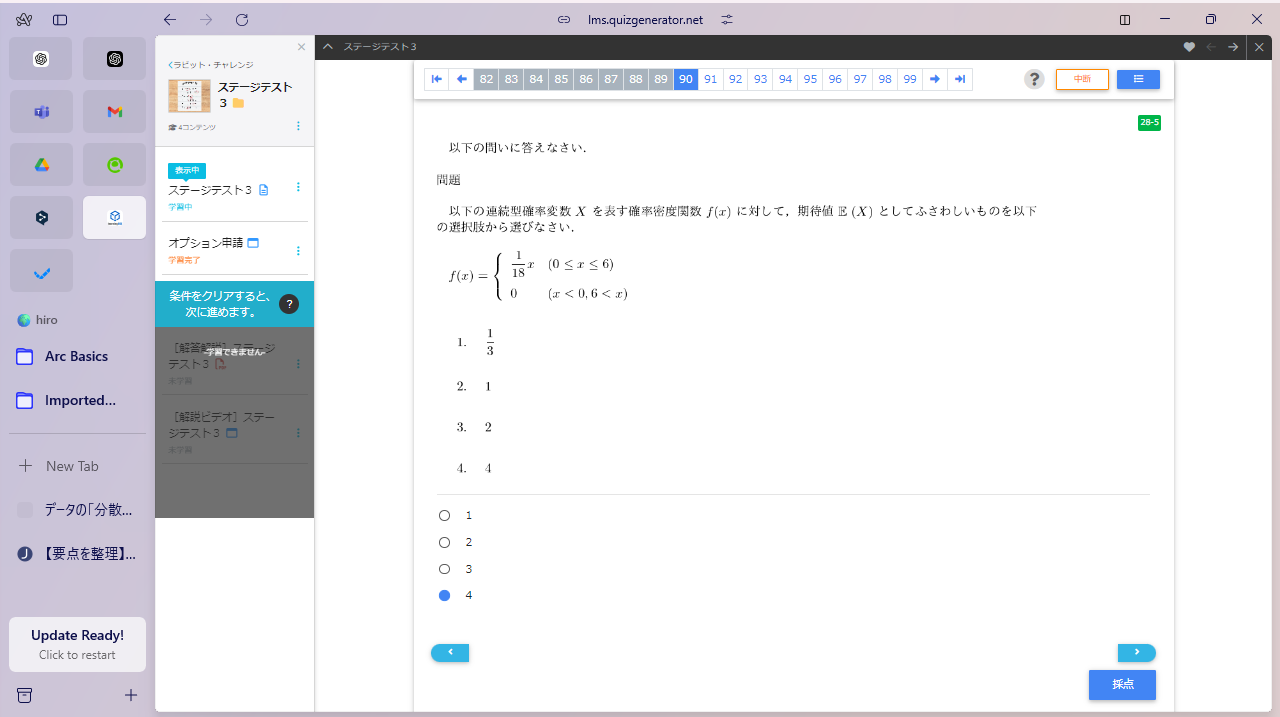 lms.quizgenerator.net
ステージテスト3
ラピット・チャレンジ
ステージテスト
3
4コンテンツ
表示中
ステージテスト3
学習中
オプション申請
学習完了
条件をクリアすると、
次に進めます。
?
［解答解説］ステージ
テスト3
-学習できません-
未学習
［解説ビデオ］ステー
ジテスト3
未学習
hiro
Arc Basics
Imported...
New Tab
データの「分散...
【要点を整理】...
Update Ready!
Click to restart
82 83 84 85 86 87 88 89 90 91 92 93 94 95 96 97 98 99
?
中断
2B-5
以下の問いに答えなさい．
問題
以下の連続型確率変数 X を表す確率密度関数 f(x) に対して，期待値 𝔼 (X) としてふさわしいものを以下
の選択肢から選びなさい．
f(x) = { 1/18 x (0 ≤ x ≤ 6)
0 (x < 0, 6 < x)
1. 1/3
2. 1
3. 2
4. 4
1
2
3
4
採点